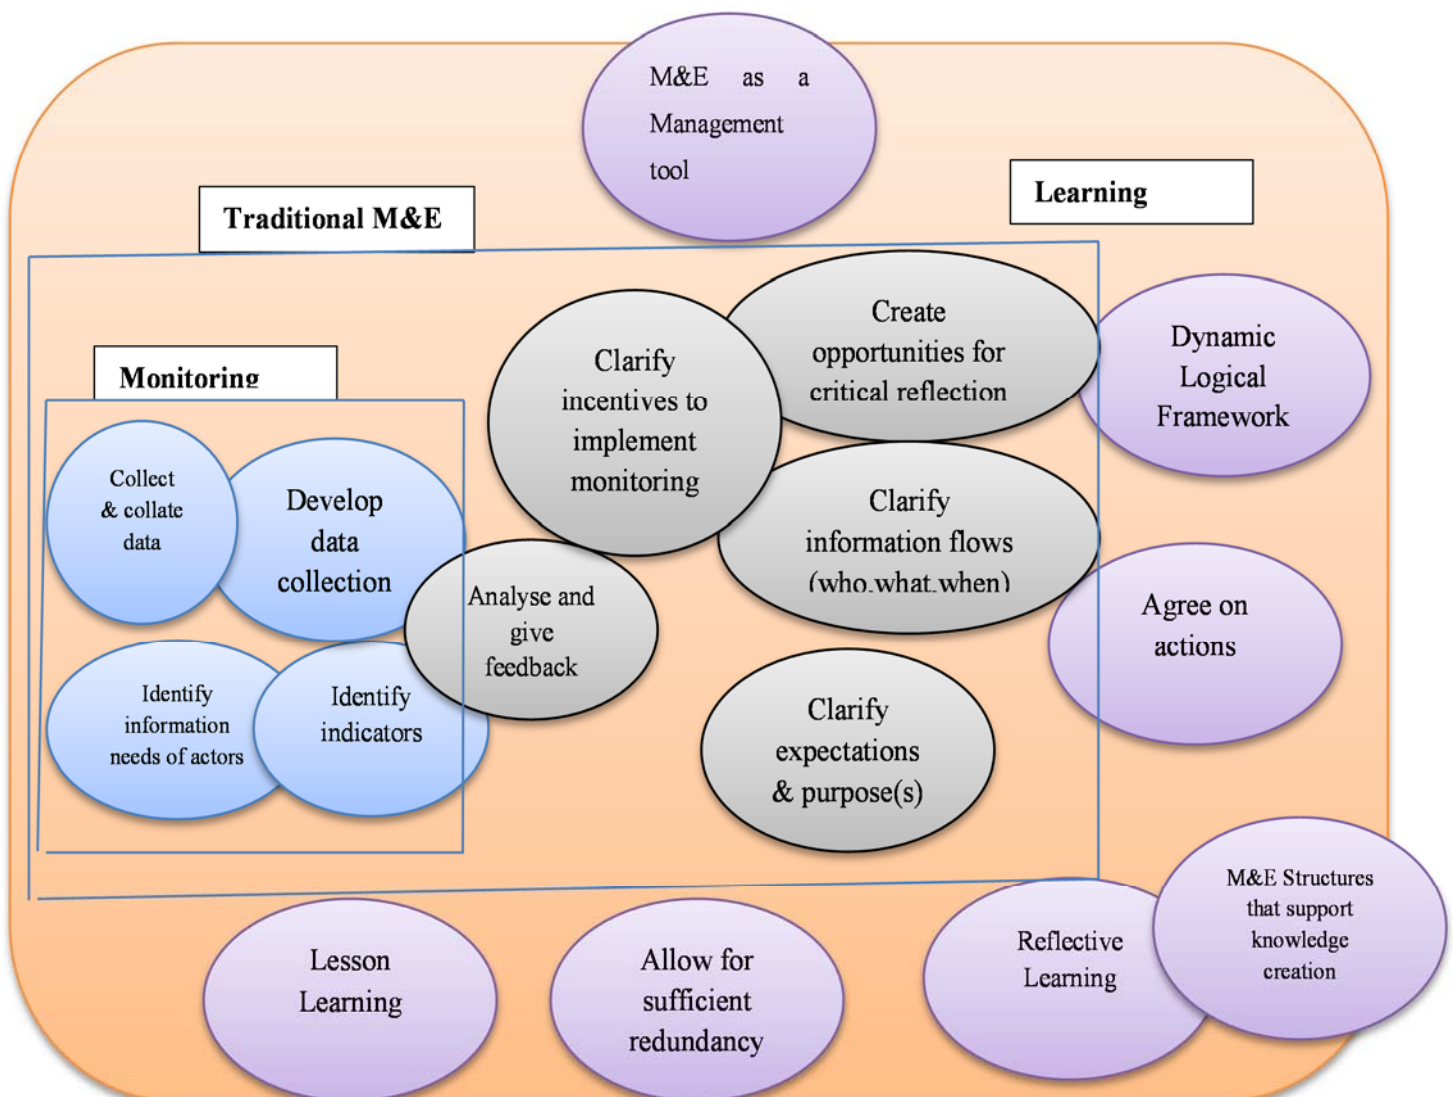 M&E as a
Management
tool
Traditional M&E
Learning
Monitoring
Collect
& collate
data
Develop
data
collection
Identify
information
needs of actors
Identify
indicators
Analyse and
give
feedback
Clarify
incentives to
implement
monitoring
Create
opportunities for
critical reflection
Clarify
information flows
(who,what,when)
Clarify
expectations
& purpose(s)
Dynamic
Logical
Framework
Agree on
actions
Lesson
Learning
Allow for
sufficient
redundancy
Reflective
Learning
M&E Structures
that support
knowledge
creation